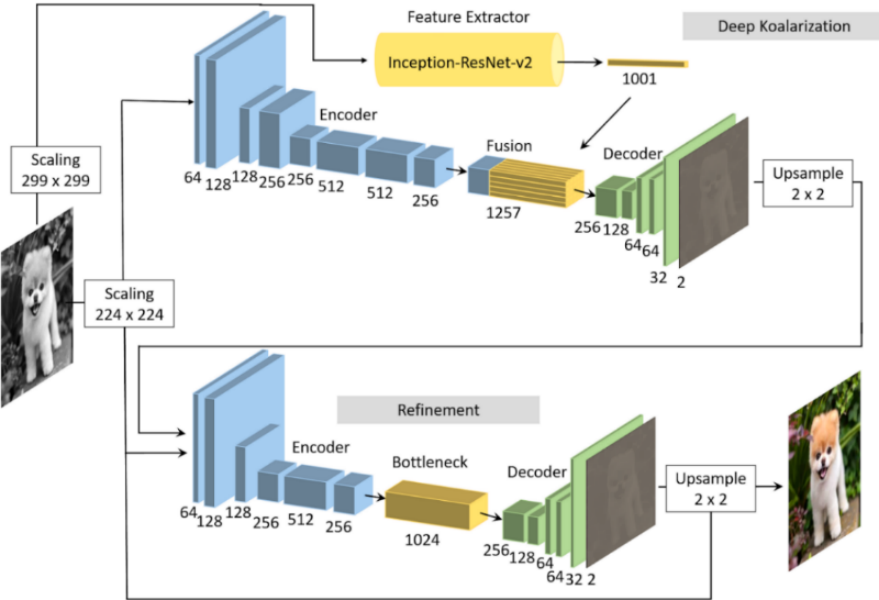 Feature Extractor
Deep Koalarization
Inception-ResNet-v2
1001
Encoder
Scaling
299 x 299
64 128 128 256 256 512 512 256
Fusion
1257
Decoder
256 128 64 64 32 2
Upsample
2 x 2
Scaling
224 x 224
Refinement
Encoder
64 128 128 256 512 256
Bottleneck
1024
Decoder
256 128 64 64 32 2
Upsample
2 x 2